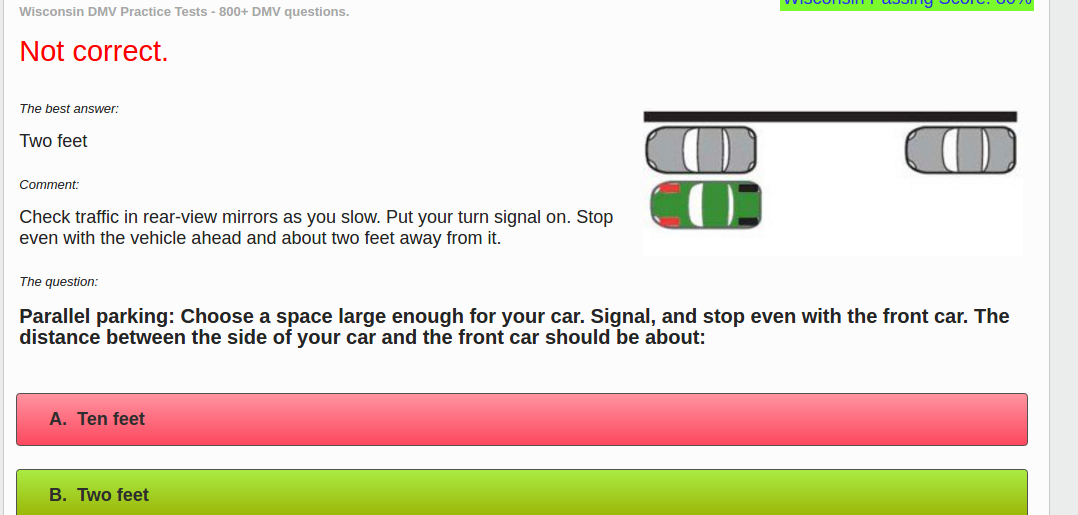 Wisconsin Passing Score: 80%
Wisconsin DMV Practice Tests - 800+ DMV questions.
Not correct.
The best answer:
Two feet
Comment:
Check traffic in rear-view mirrors as you slow. Put your turn signal on. Stop
even with the vehicle ahead and about two feet away from it.
The question:
Parallel parking: Choose a space large enough for your car. Signal, and stop even with the front car. The
distance between the side of your car and the front car should be about:
A. Ten feet
B. Two feet